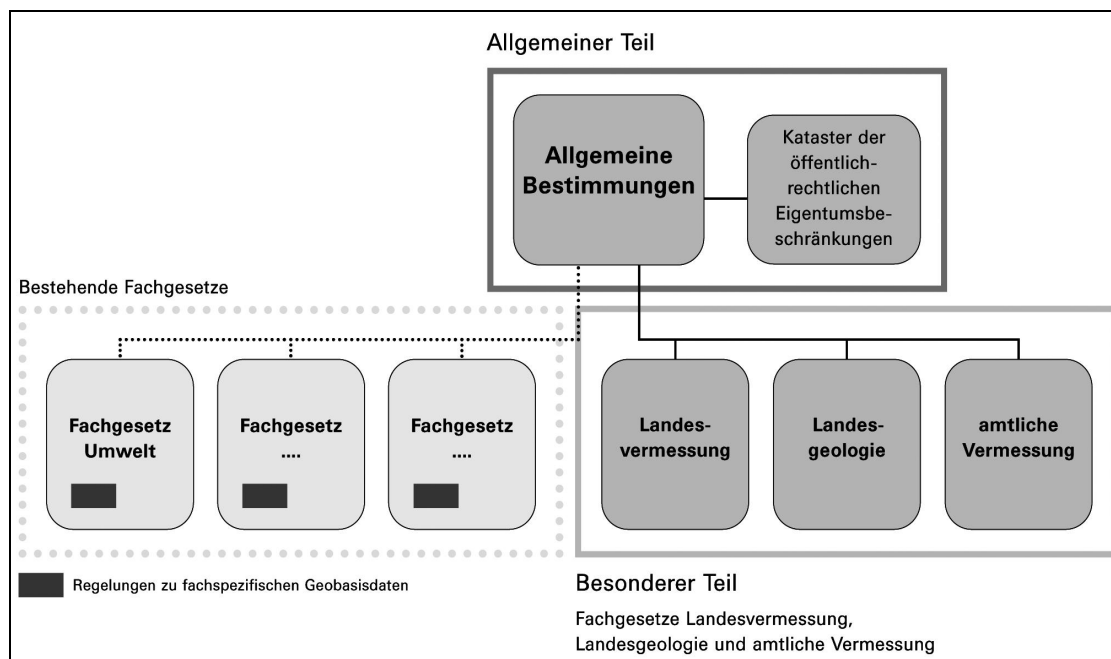 Allgemeiner Teil
Allgemeine
Bestimmungen
Kataster der
öffentlich-
rechtlichen
Eigentumsbe-
schränkungen
Bestehende Fachgesetze
Fachgesetz
Umwelt
Fachgesetz
....
Fachgesetz
....
Landes-
vermessung
Landes-
geologie
amtliche
Vermessung
Regelungen zu fachspezifischen Geobasisdaten
Besonderer Teil
Fachgesetze Landesvermessung,
Landesgeologie und amtliche Vermessung